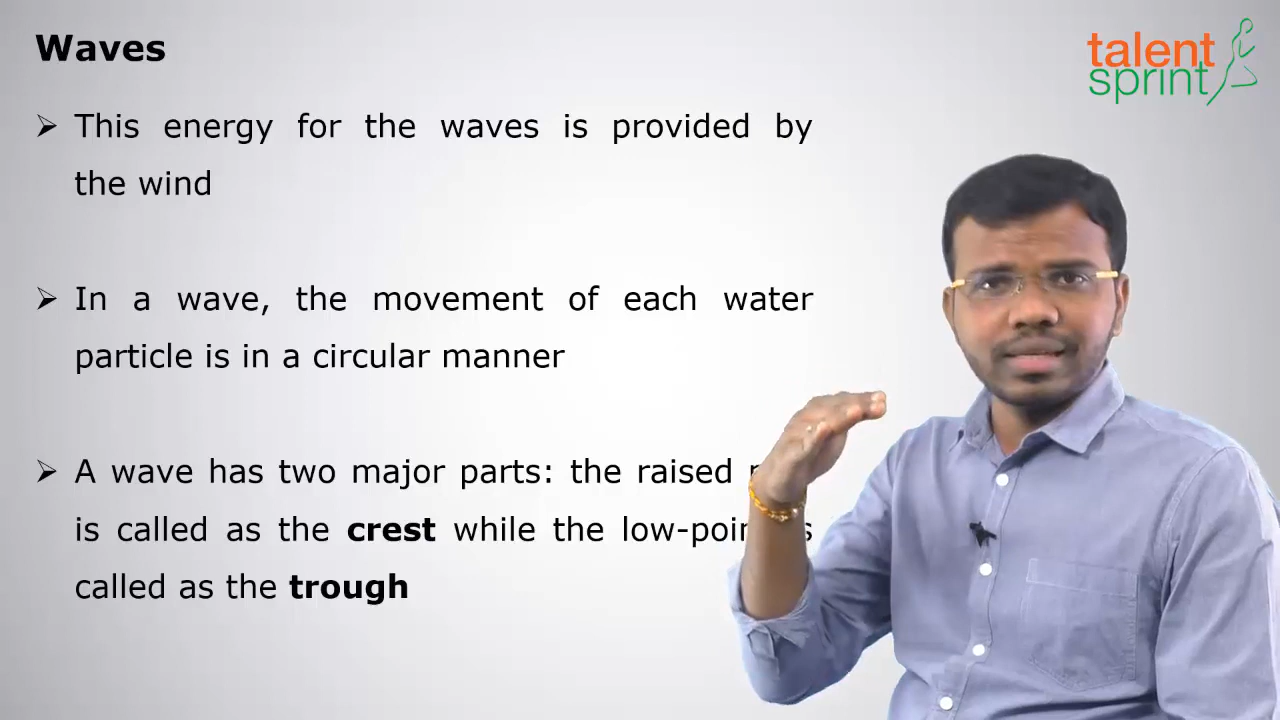 Waves
talent
sprint
➢ This energy for the waves is provided by
the wind
➢ In a wave, the movement of each water
particle is in a circular manner
➢ A wave has two major parts: the raised
is called as the crest while the
called as the trough